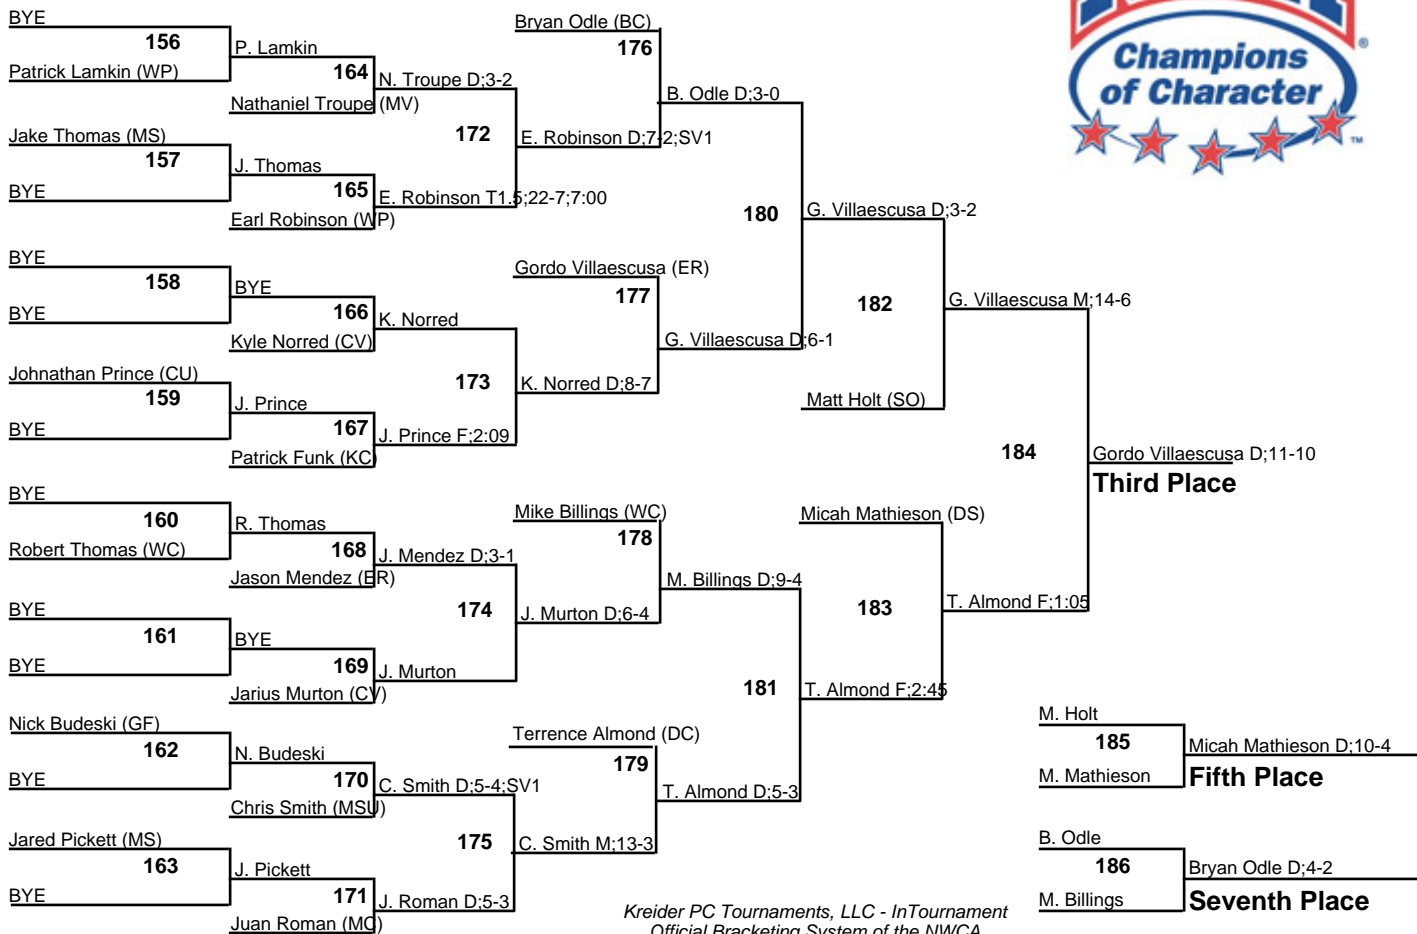 BYE
156
Patrick Lamkin (WP)
Jake Thomas (MS)
157
BYE
BYE
158
BYE
Johnathan Prince (CU)
159
BYE
BYE
160
Robert Thomas (WC)
BYE
161
BYE
Nick Budeski (GF)
162
BYE
Jared Pickett (MS)
163
BYE
P. Lamkin
164
Nathaniel Troupe (MV)
J. Thomas
165
Earl Robinson (WP)
BYE
166
Kyle Norred (CV)
J. Prince
167
Patrick Funk (KC)
R. Thomas
168
Jason Mendez (ER)
BYE
169
Jarius Murton (CV)
N. Budeski
170
Chris Smith (MSU)
J. Pickett
171
Juan Roman (MC)
N. Troupe D;3-2
172
E. Robinson T1.5;22-7;7:00
K. Norred
173
J. Prince F;2:09
J. Mendez D;3-1
174
J. Murton
C. Smith D;5-4;SV1
175
J. Roman D;5-3
Bryan Odle (BC)
176
E. Robinson D;7-2;SV1
Gordo Villaescusa (ER)
177
K. Norred D;8-7
Mike Billings (WC)
178
J. Murton D;6-4
Terrence Almond (DC)
179
C. Smith M;13-3
B. Odle D;3-0
180
G. Villaescusa D;6-1
M. Billings D;9-4
181
T. Almond D;5-3
G. Villaescusa D;3-2
182
Matt Holt (SO)
Micah Mathieson (DS)
183
T. Almond F;2:45
G. Villaescusa M;14-6
184
T. Almond F;1:05
Gordo Villaescusa D;11-10
Third Place
M. Holt
185
M. Mathieson
Micah Mathieson D;10-4
Fifth Place
B. Odle
186
M. Billings
Bryan Odle D;4-2
Seventh Place
Champions
of Character
®
™
Kreider PC Tournaments, LLC - InTournament
Official Bracketing System of the NWCA